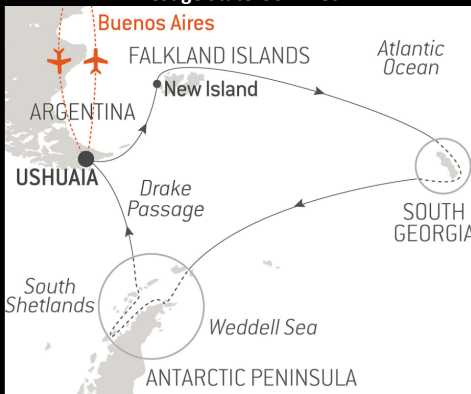 Buenos Aires
FALKLAND ISLANDS
Atlantic
Ocean
New Island
ARGENTINA
USHUAIA
Drake
Passage
SOUTH
GEORGIA
South
Shetlands
Weddell Sea
ANTARCTIC PENINSULA